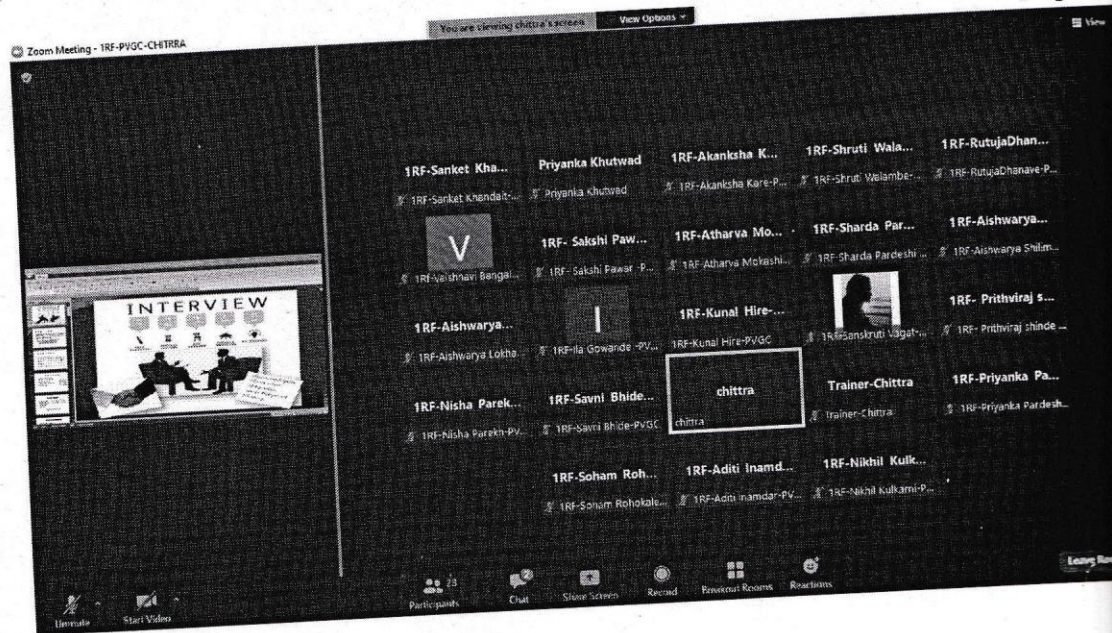 You are viewing chittra's screen View Options
Zoom Meeting - 1RF-PVGC-CHITRRA
View
1RF-Sanket Kha... Priyanka Khutwad 1RF-Akanksha K... 1RF-Shruti Wala... 1RF-RutujaDhan...
1RF-Sanket Khandait-... Priyanka Khutwad 1RF-Akanksha Kare-P... 1RF-Shruti Walambe-... 1RF-RutujaDhanave-P...
V 1RF- Sakshi Paw... 1RF-Atharva Mo... 1RF-Sharda Par... 1RF-Aishwarya...
1RF-Vaishnavi Bangal... 1RF- Sakshi Pawar -P... 1RF-Atharva Mokashi... 1RF-Sharda Pardeshi ... 1RF-Aishwarya Shilim...
INTERVIEW
1RF-Aishwarya... I 1RF-Kunal Hire-... 1RF- Prithviraj s...
1RF-Aishwarya Lokha... 1RF-Ila Gowande -PV... 1RF-Kunal Hire-PVGC 1RF-Sanskruti Vagat-... 1RF- Prithviraj shinde ...
1RF-Nisha Parek... 1RF-Savni Bhide... chittra Trainer-Chittra 1RF-Priyanka Pa...
1RF-Nisha Parekh-PV... 1RF-Savni Bhide-PVGC chittra Trainer-Chittra 1RF-Priyanka Pardesh...
1RF-Soham Roh... 1RF-Aditi Inamd... 1RF-Nikhil Kulk...
1RF-Soham Rohokale... 1RF-Aditi Inamdar-PV... 1RF-Nikhil Kulkarni-P...
23 2
Unmute Start Video Participants Chat Share Screen Record Breakout Rooms Reactions Leave Roo